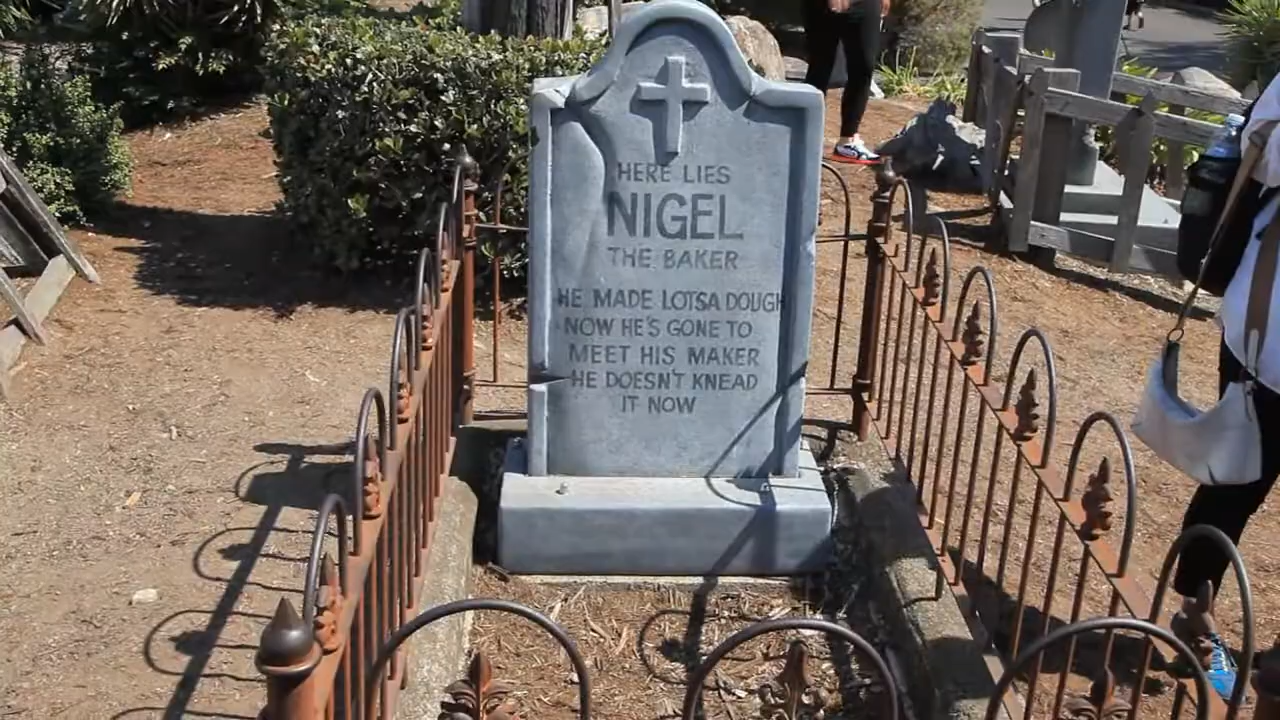 HERE LIES
NIGEL
THE BAKER
HE MADE LOTSA DOUGH
NOW HE'S GONE TO
MEET HIS MAKER
HE DOESN'T KNEAD
IT NOW